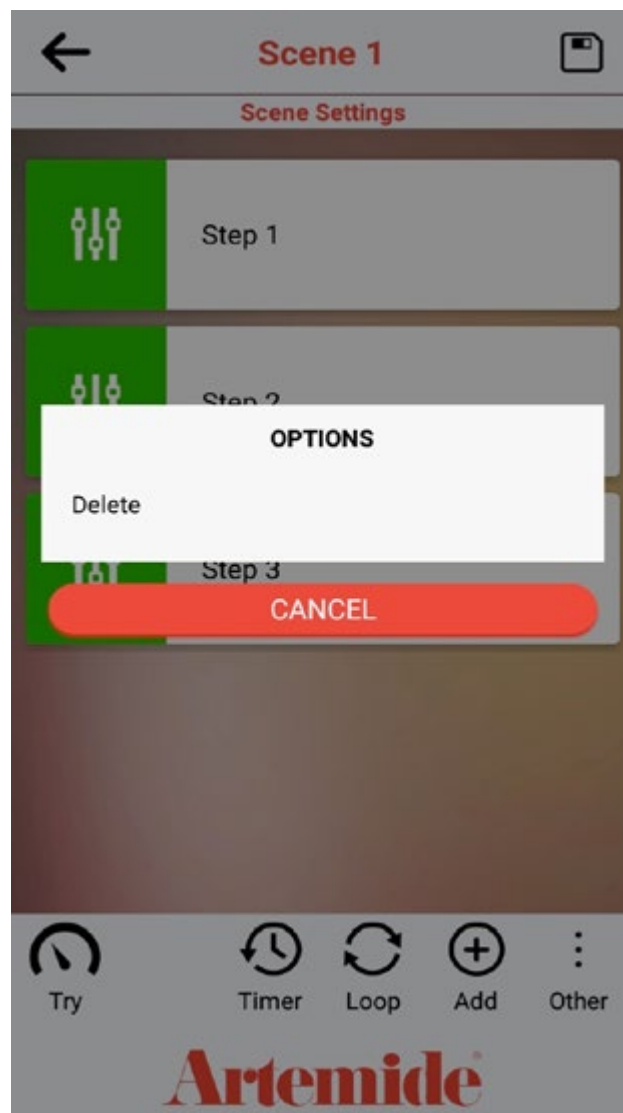 Scene 1
Scene Settings
Step 1
Step 2
OPTIONS
Delete
Step 3
CANCEL
Try Timer Loop Add Other
Artemide®